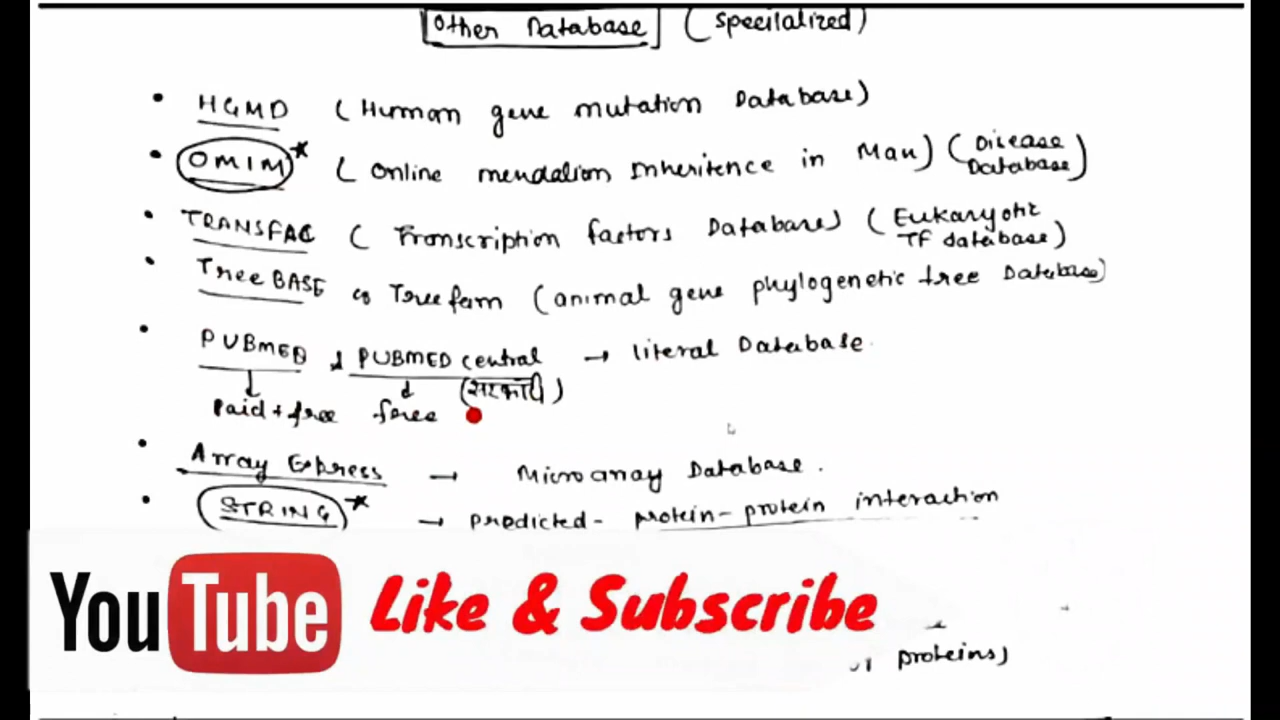 Other Database (Specilalized)
• HGMD (Human gene mutation Database)
• OMIM* (Online mendalion Inheritence in Man) (Disease Database)
• TRANSFAC (Transcription factors Database) (Eukaryotic TF database)
• TreeBASE or Treefam (animal gene phylogenetic tree Database)
• PUBMED & PUBMED central → literal Database
Paid + free free (सरकारी)
• Array Express → Microarray Database.
• STRING* → predicted - protein-protein interaction
YouTube Like & Subscribe
proteins)